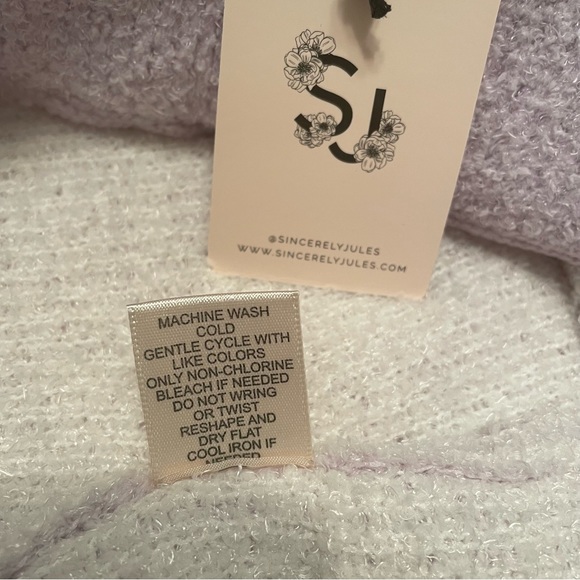 SJ
@SINCERELYJULES
WWW.SINCERELYJULES.COM
MACHINE WASH
COLD
GENTLE CYCLE WITH
LIKE COLORS
ONLY NON-CHLORINE
BLEACH IF NEEDED
DO NOT WRING
OR TWIST
RESHAPE AND
DRY FLAT
COOL IRON IF
NEEDED